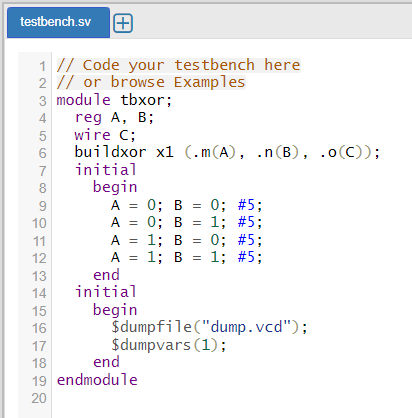 testbench.sv
1 // Code your testbench here
2 // or browse Examples
3 module tbxor;
4   reg A, B;
5   wire C;
6   buildxor x1 (.m(A), .n(B), .o(C));
7   initial
8     begin
9       A = 0; B = 0; #5;
10       A = 0; B = 1; #5;
11       A = 1; B = 0; #5;
12       A = 1; B = 1; #5;
13     end
14   initial
15     begin
16       $dumpfile("dump.vcd");
17       $dumpvars(1);
18     end
19 endmodule
20